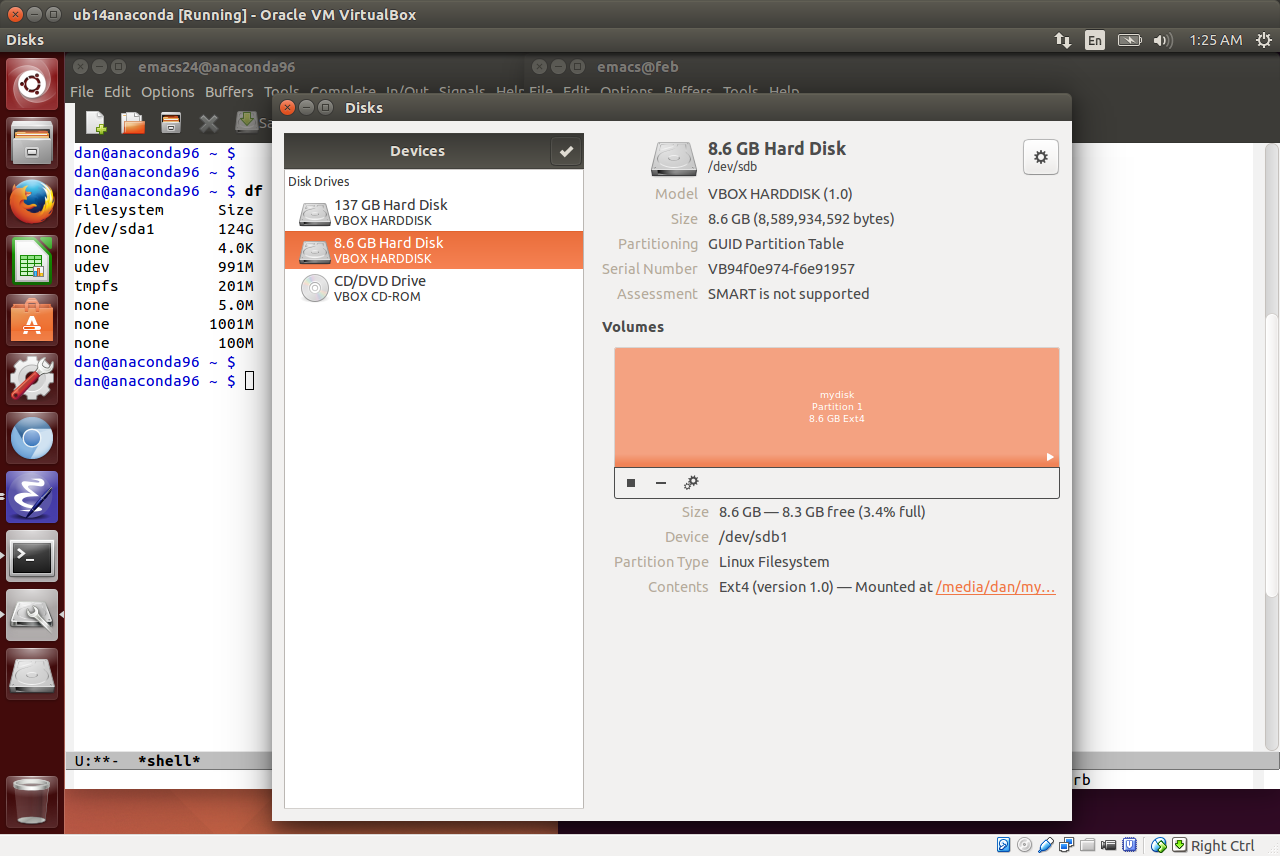 ub14anaconda [Running] - Oracle VM VirtualBox
Disks
En
1:25 AM
emacs24@anaconda96
emacs@feb
File Edit Options Buffers Tools Complete In/Out Signals Help
File Edit Options Buffers Tools Help
Disks
dan@anaconda96 ~ $
dan@anaconda96 ~ $
dan@anaconda96 ~ $ df
Filesystem Size
/dev/sda1 124G
none 4.0K
udev 991M
tmpfs 201M
none 5.0M
none 1001M
none 100M
dan@anaconda96 ~ $
dan@anaconda96 ~ $
U:**- *shell*
Devices
Disk Drives
137 GB Hard Disk
VBOX HARDDISK
8.6 GB Hard Disk
VBOX HARDDISK
CD/DVD Drive
VBOX CD-ROM
8.6 GB Hard Disk
/dev/sdb
Model VBOX HARDDISK (1.0)
Size 8.6 GB (8,589,934,592 bytes)
Partitioning GUID Partition Table
Serial Number VB94f0e974-f6e91957
Assessment SMART is not supported
Volumes
mydisk
Partition 1
8.6 GB Ext4
Size 8.6 GB — 8.3 GB free (3.4% full)
Device /dev/sdb1
Partition Type Linux Filesystem
Contents Ext4 (version 1.0) — Mounted at /media/dan/my…
rb
Right Ctrl